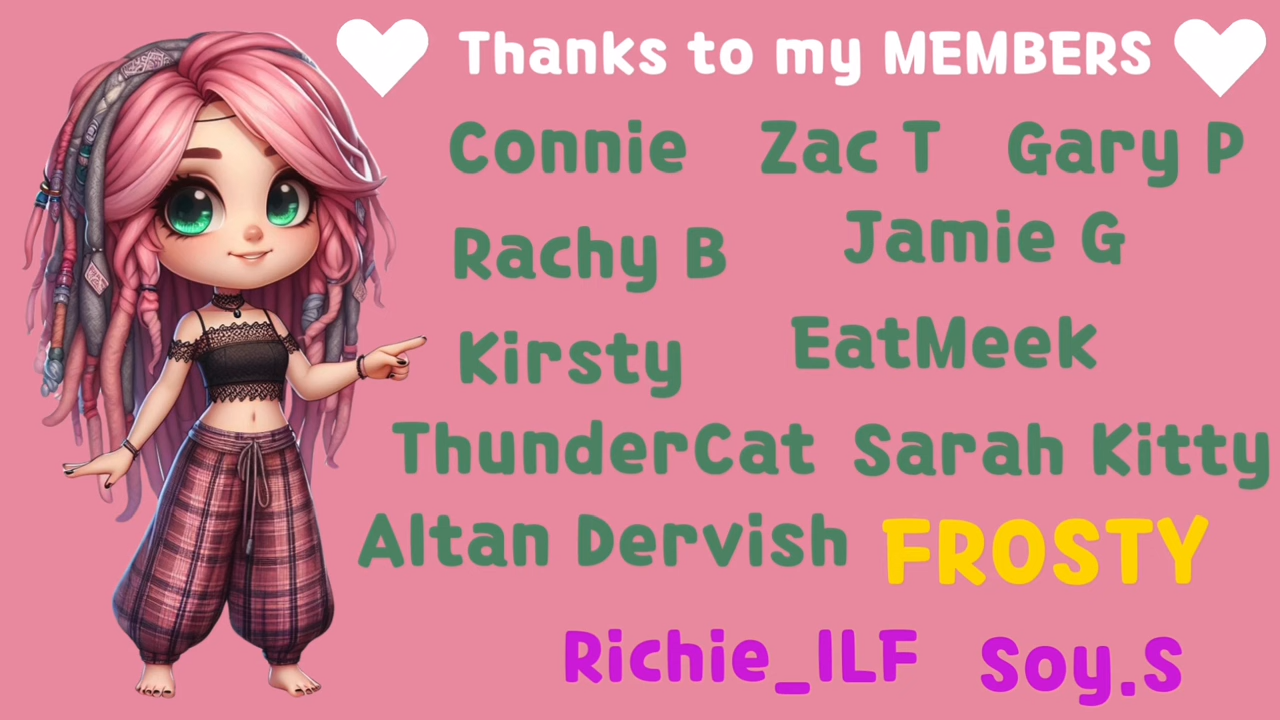 Thanks to my MEMBERS
Connie Zac T Gary P
Rachy B Jamie G
Kirsty EatMeek
ThunderCat Sarah Kitty
Altan Dervish FROSTY
Richie_ILF Soy.S